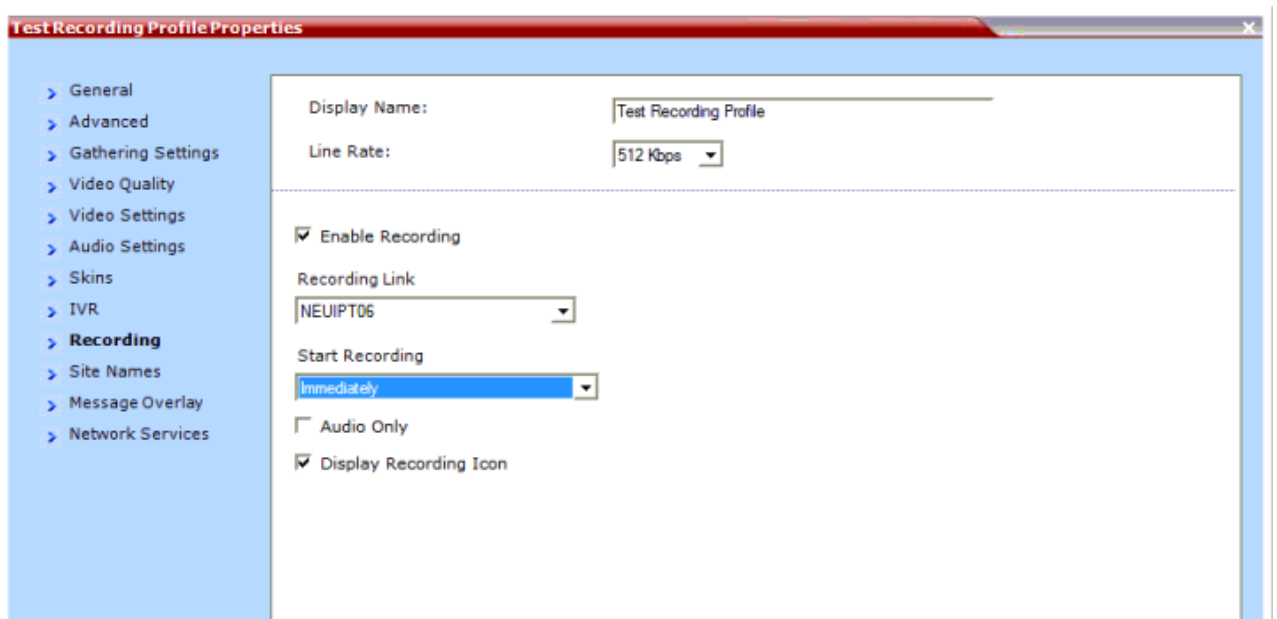 Test Recording Profile Properties
General
Advanced
Gathering Settings
Video Quality
Video Settings
Audio Settings
Skins
IVR
Recording
Site Names
Message Overlay
Network Services
Display Name: Test Recording Profile
Line Rate: 512 Kbps
Enable Recording
Recording Link
NEUIPT06
Start Recording
Immediately
Audio Only
Display Recording Icon